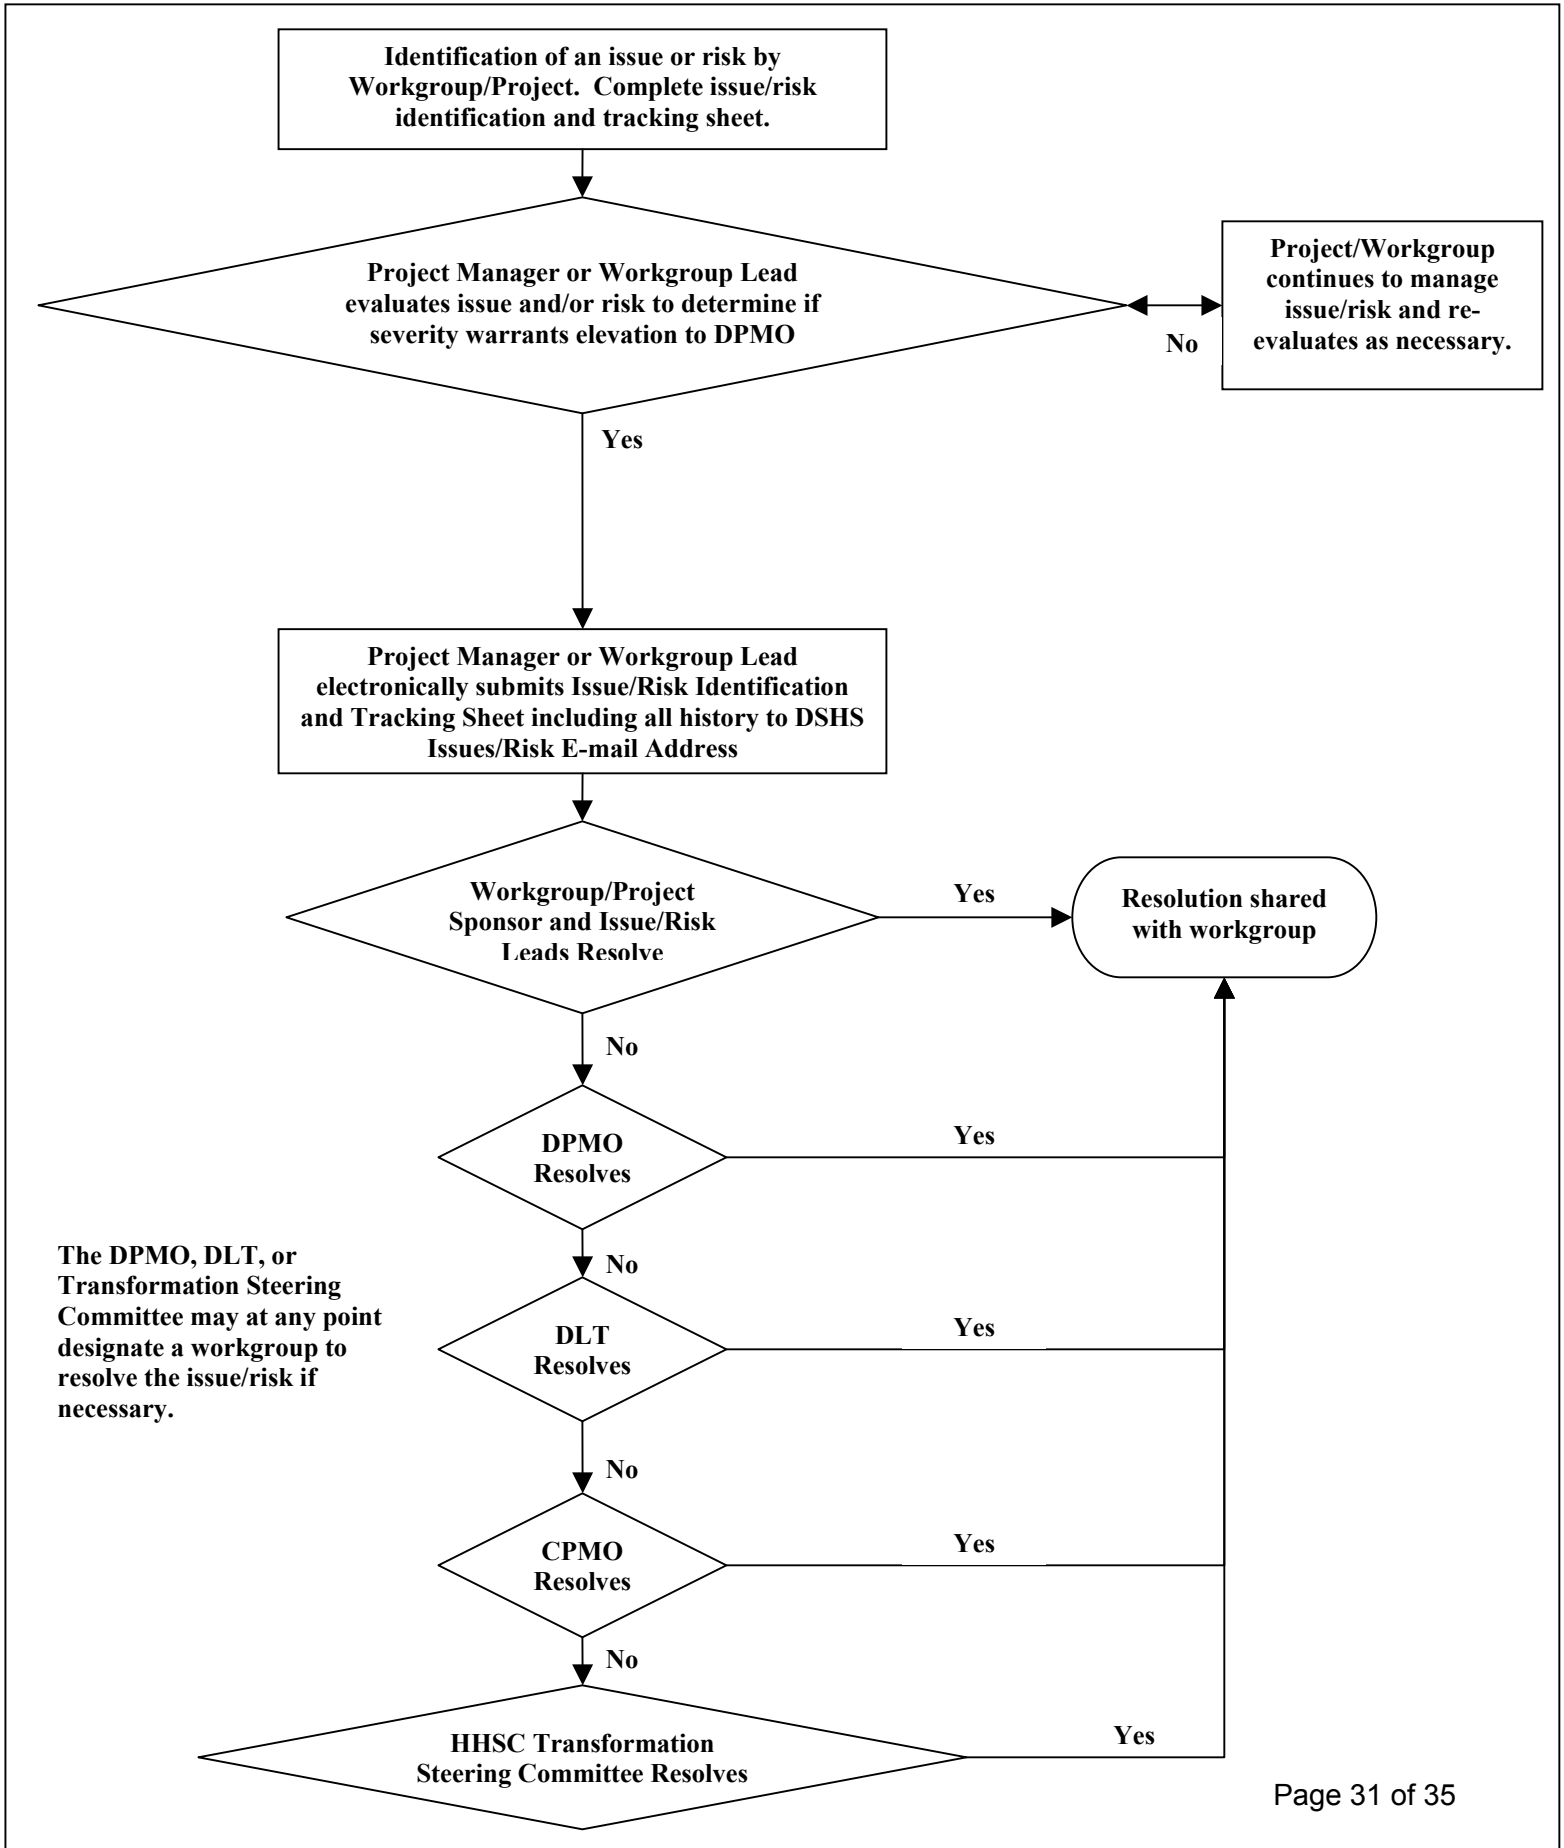 Identification of an issue or risk by
Workgroup/Project.  Complete issue/risk
identification and tracking sheet.
Project Manager or Workgroup Lead
evaluates issue and/or risk to determine if
severity warrants elevation to DPMO
No
Project/Workgroup
continues to manage
issue/risk and re-
evaluates as necessary.
Yes
Project Manager or Workgroup Lead
electronically submits Issue/Risk Identification
and Tracking Sheet including all history to DSHS
Issues/Risk E-mail Address
Workgroup/Project
Sponsor and Issue/Risk
Leads Resolve
Yes
Resolution shared
with workgroup
No
DPMO
Resolves
Yes
No
The DPMO, DLT, or
Transformation Steering
Committee may at any point
designate a workgroup to
resolve the issue/risk if
necessary.
DLT
Resolves
Yes
No
CPMO
Resolves
Yes
No
HHSC Transformation
Steering Committee Resolves
Yes
Page 31 of 35